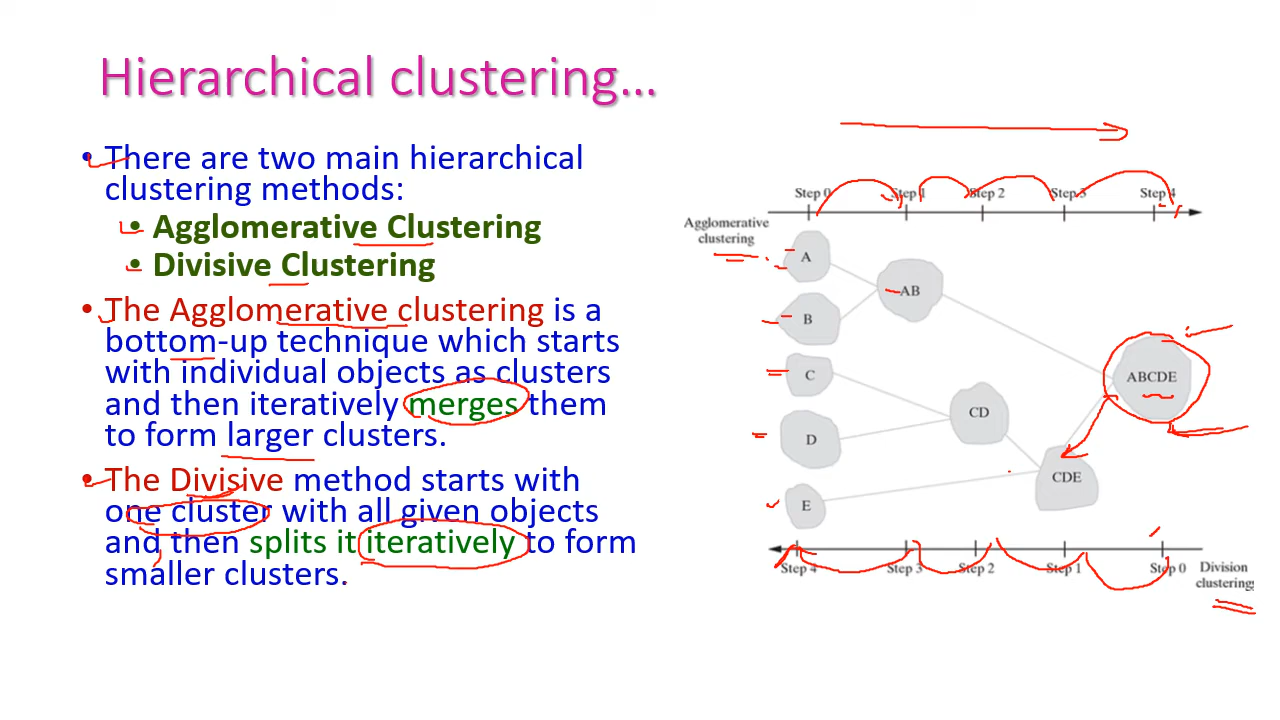 Hierarchical clustering...
• There are two main hierarchical
clustering methods:
• Agglomerative Clustering
• Divisive Clustering
• The Agglomerative clustering is a
bottom-up technique which starts
with individual objects as clusters
and then iteratively merges them
to form larger clusters.
• The Divisive method starts with
one cluster with all given objects
and then splits it iteratively to form
smaller clusters.
Step 0 Step 1 Step 2 Step 3 Step 4
Agglomerative
clustering
A
AB
B
C
ABCDE
CD
D
CDE
E
Step 4 Step 3 Step 2 Step 1 Step 0
Division
clustering